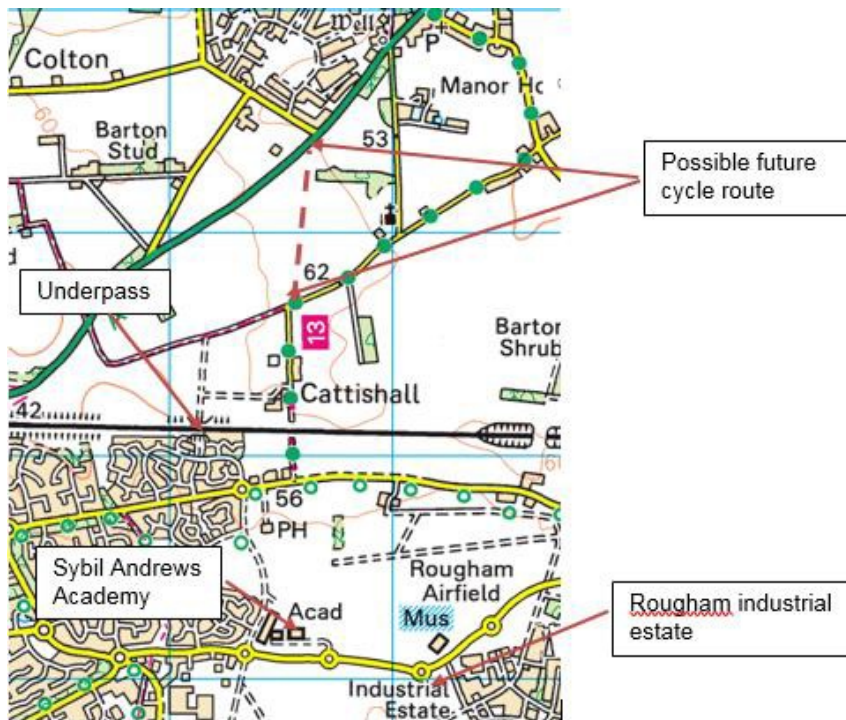 Well
Colton
P
Manor Ho
60
Barton
Stud
53
Possible future
cycle route
d
62
Underpass
13
Barton
Shrub
Cattishall
42
56
PH
Sybil Andrews
Academy
Rougham
Airfield
Acad
Mus
Rougham industrial
estate
Industrial
Estate